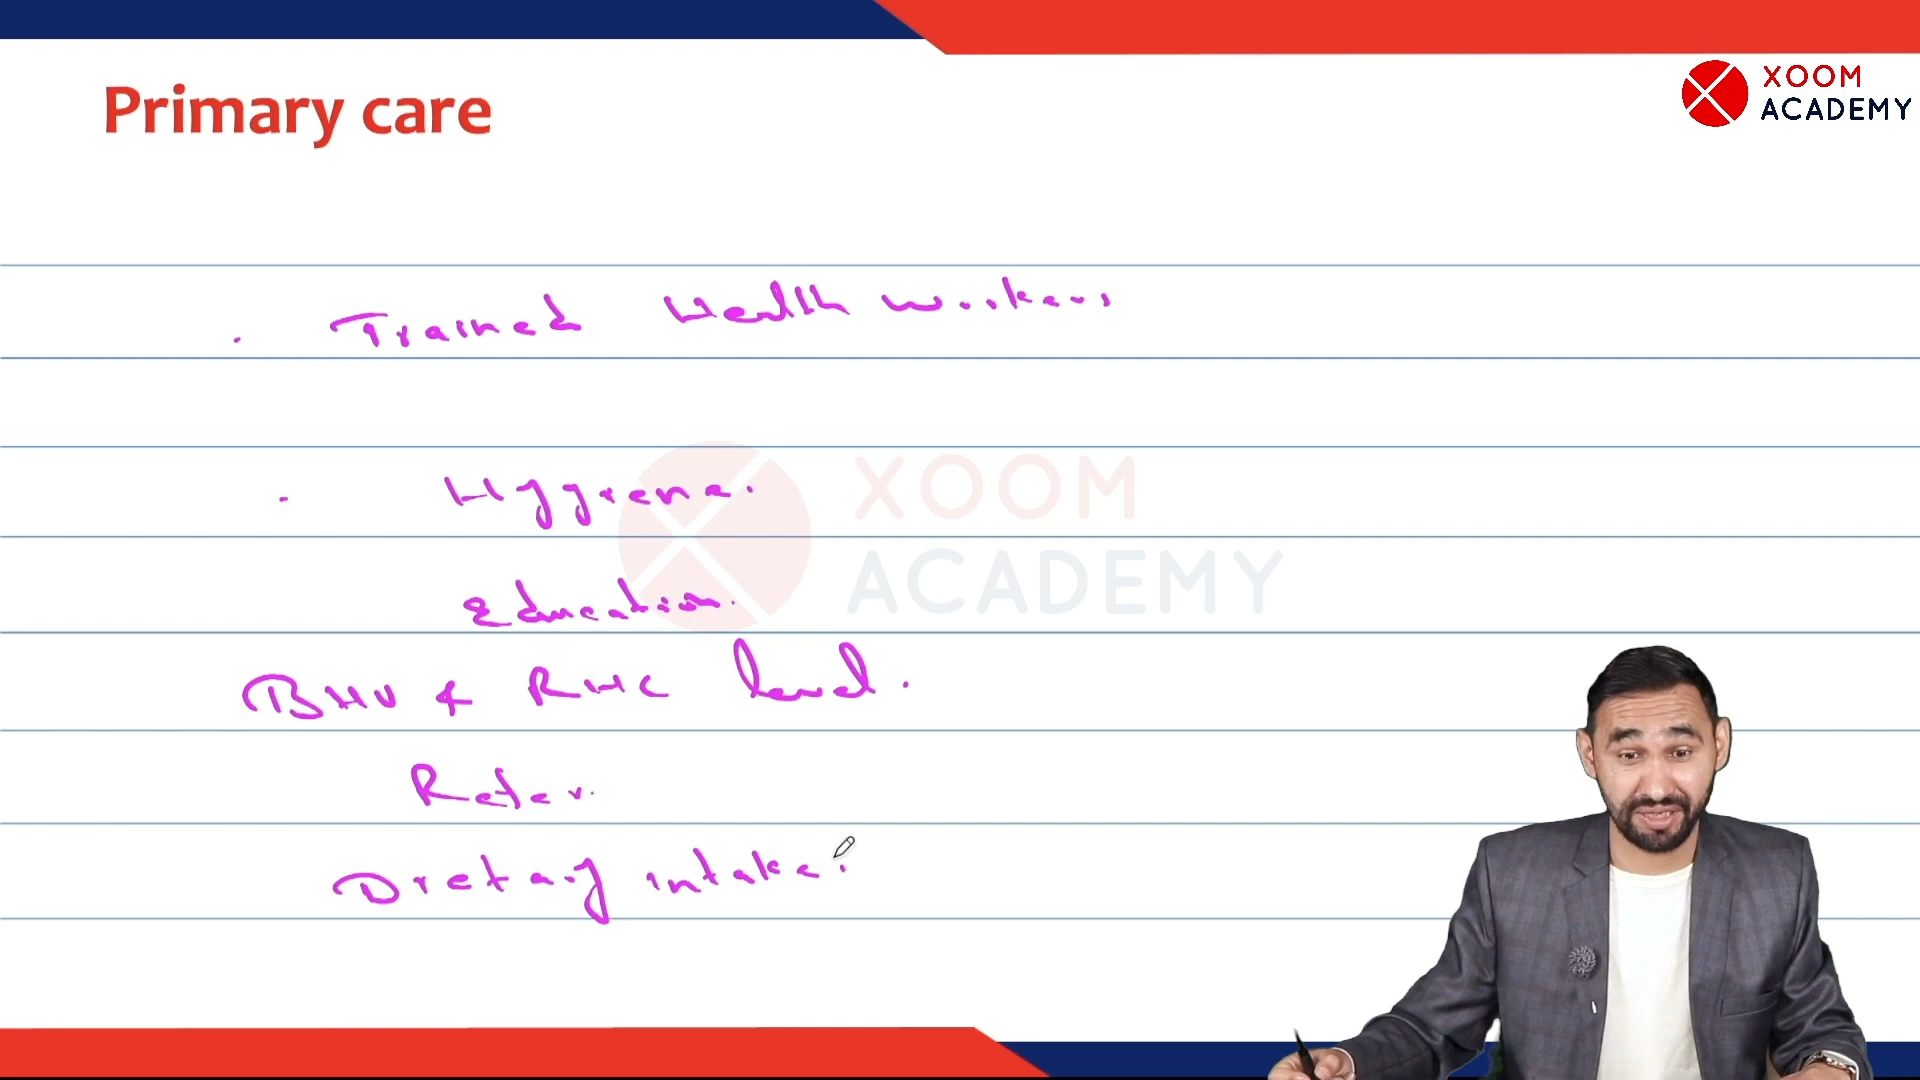 Primary care
XOOM
ACADEMY
. Trained Health workers
. Hygiene.
XOOM
ACADEMY
Education.
BHU & RHC level.
Refer.
Dietary intake.